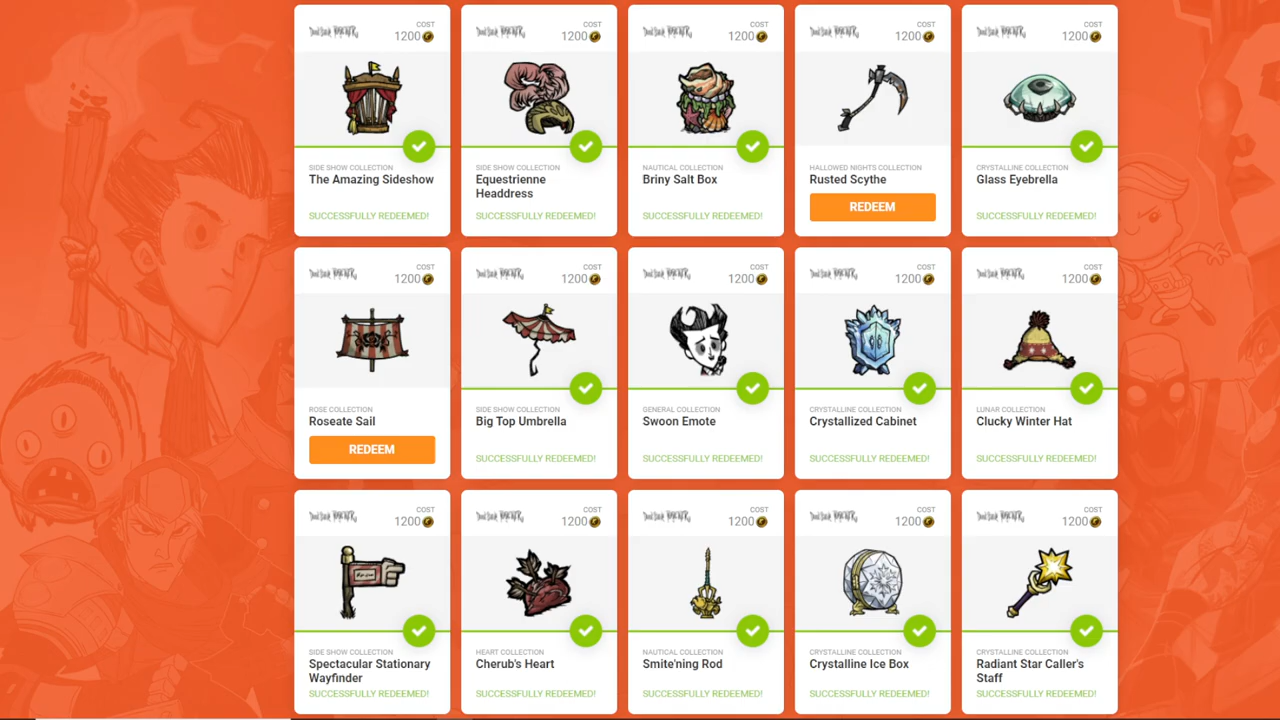 COST
1200
SIDE SHOW COLLECTION
The Amazing Sideshow
SUCCESSFULLY REDEEMED!
COST
1200
SIDE SHOW COLLECTION
Equestrienne
Headdress
SUCCESSFULLY REDEEMED!
COST
1200
NAUTICAL COLLECTION
Briny Salt Box
SUCCESSFULLY REDEEMED!
COST
1200
HALLOWED NIGHTS COLLECTION
Rusted Scythe
REDEEM
COST
1200
CRYSTALLINE COLLECTION
Glass Eyebrella
SUCCESSFULLY REDEEMED!
COST
1200
ROSE COLLECTION
Roseate Sail
REDEEM
COST
1200
SIDE SHOW COLLECTION
Big Top Umbrella
SUCCESSFULLY REDEEMED!
COST
1200
GENERAL COLLECTION
Swoon Emote
SUCCESSFULLY REDEEMED!
COST
1200
CRYSTALLINE COLLECTION
Crystallized Cabinet
SUCCESSFULLY REDEEMED!
COST
1200
LUNAR COLLECTION
Clucky Winter Hat
SUCCESSFULLY REDEEMED!
COST
1200
SIDE SHOW COLLECTION
Spectacular Stationary
Wayfinder
SUCCESSFULLY REDEEMED!
COST
1200
HEART COLLECTION
Cherub's Heart
SUCCESSFULLY REDEEMED!
COST
1200
NAUTICAL COLLECTION
Smite'ning Rod
SUCCESSFULLY REDEEMED!
COST
1200
CRYSTALLINE COLLECTION
Crystalline Ice Box
SUCCESSFULLY REDEEMED!
COST
1200
CRYSTALLINE COLLECTION
Radiant Star Caller's
Staff
SUCCESSFULLY REDEEMED!